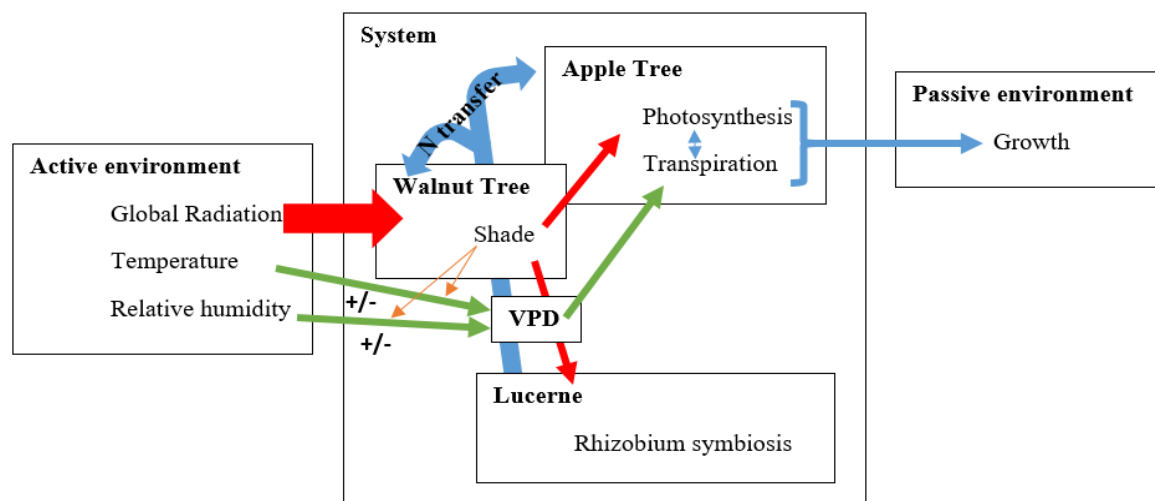 System
Apple Tree
Photosynthesis
Transpiration
Passive environment
Growth
N transfer
Active environment
Global Radiation
Temperature
Relative humidity
Walnut Tree
Shade
+/-
+/-
VPD
Lucerne
Rhizobium symbiosis